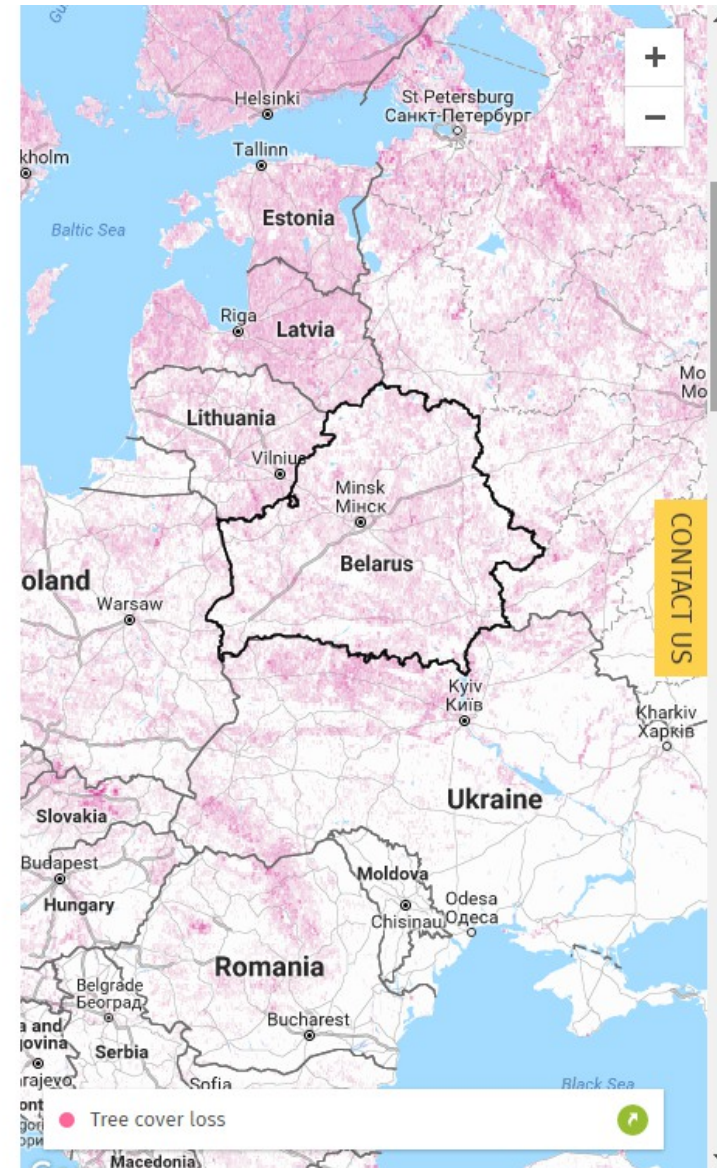 Helsinki
St Petersburg
Санкт-Петербург
kholm
Tallinn
Estonia
Baltic Sea
Riga
Latvia
Mo
Mo
Lithuania
Vilnius
Minsk
Мінск
Belarus
CONTACT US
oland
Warsaw
Kyiv
Київ
Kharkiv
Харків
Ukraine
Slovakia
Budapest
Hungary
Moldova
Chisinau
Odesa
Одеса
Romania
Belgrade
Београд
a and
govina
Serbia
Bucharest
arajevo
Sofia
Black Sea
ont
Tree cover loss
Macedonia